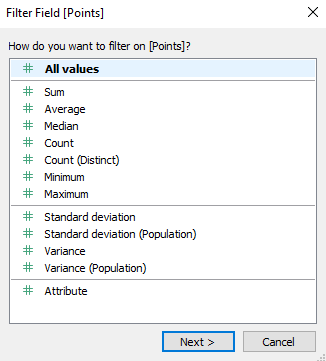 Filter Field [Points]
How do you want to filter on [Points]?
All values
Sum
Average
Median
Count
Count (Distinct)
Minimum
Maximum
Standard deviation
Standard deviation (Population)
Variance
Variance (Population)
Attribute
Next >
Cancel